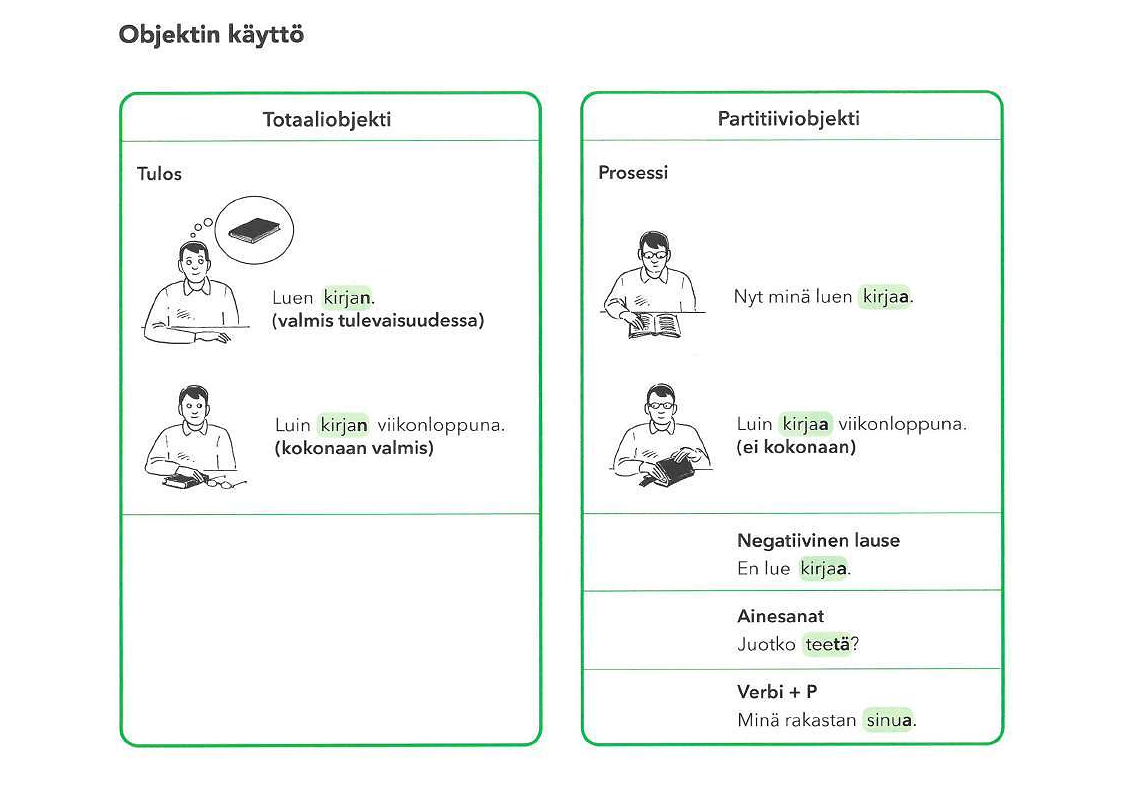 Objektin käyttö
Totaaliobjekti
Tulos
Luen kirjan.
(valmis tulevaisuudessa)
Luin kirjan viikonloppuna.
(kokonaan valmis)
Partitiiviobjekti
Prosessi
Nyt minä luen kirjaa.
Luin kirjaa viikonloppuna.
(ei kokonaan)
Negatiivinen lause
En lue kirjaa.
Ainesanat
Juotko teetä?
Verbi + P
Minä rakastan sinua.